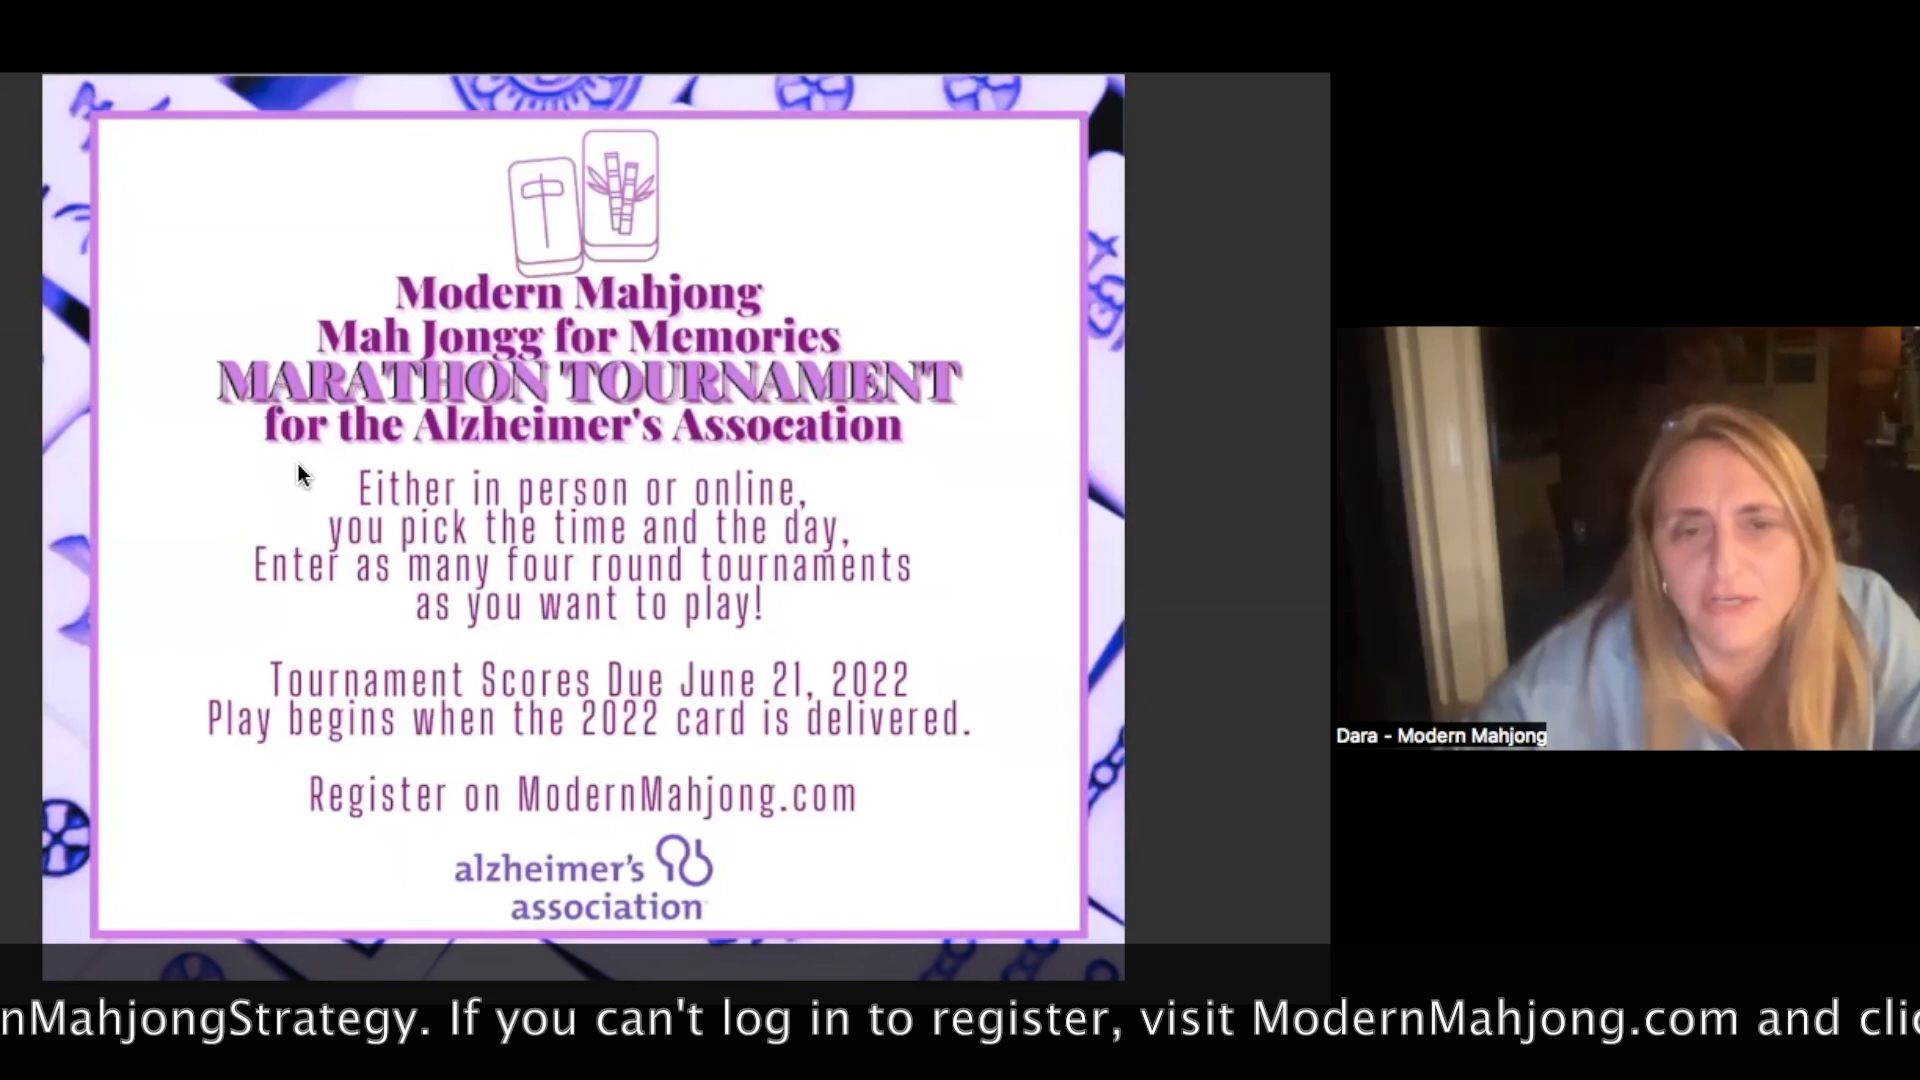 Modern Mahjong
Mah Jongg for Memories
MARATHON TOURNAMENT
for the Alzheimer's Assocation
Either in person or online,
you pick the time and the day,
Enter as many four round tournaments
as you want to play!
Tournament Scores Due June 21, 2022
Play begins when the 2022 card is delivered.
Register on ModernMahjong.com
alzheimer's
association
Dara - Modern Mahjong
nMahjongStrategy. If you can't log in to register, visit ModernMahjong.com and clic